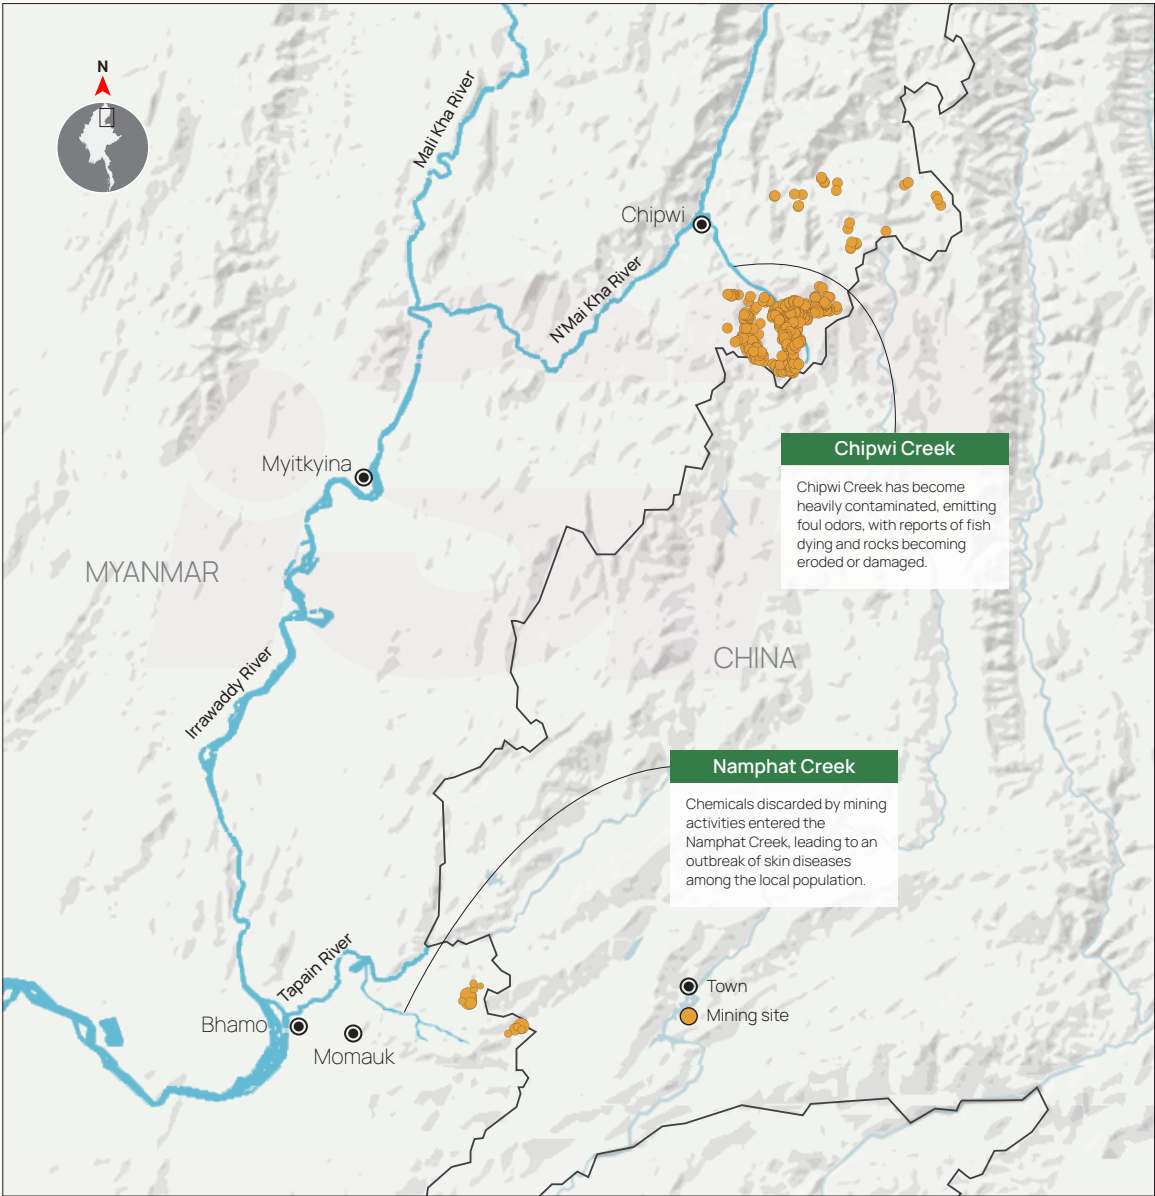 N
Mali Kha River
Chipwi
N'Mai Kha River
Myitkyina
Chipwi Creek
Chipwi Creek has become
heavily contaminated, emitting
foul odors, with reports of fish
dying and rocks becoming
eroded or damaged.
MYANMAR
CHINA
Irrawaddy River
Namphat Creek
Chemicals discarded by mining
activities entered the
Namphat Creek, leading to an
outbreak of skin diseases
among the local population.
Tapain River
Bhamo
Momauk
Town
Mining site